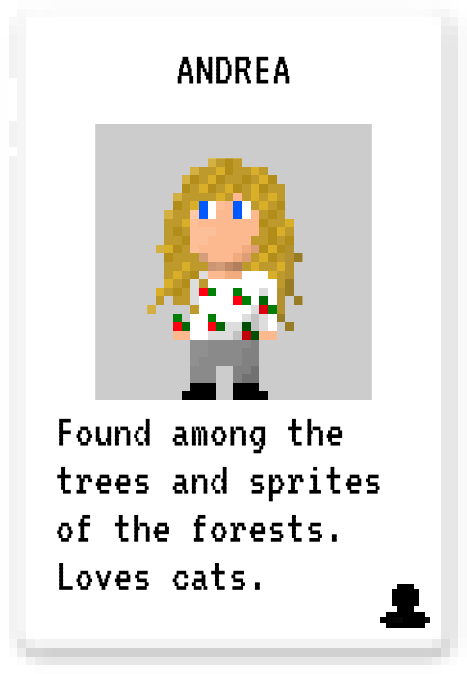 ANDREA
Found among the
trees and sprites
of the forests.
Loves cats.